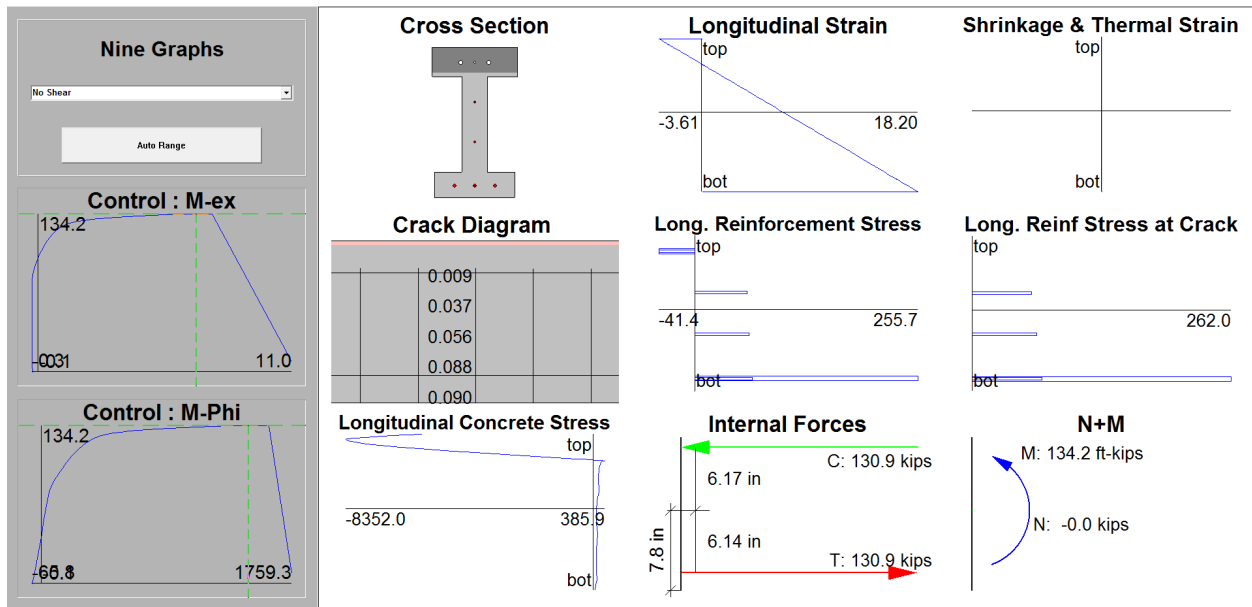 Nine Graphs
No Shear
Auto Range
Control : M-ex
134.2
11.0
Control : M-Phi
134.2
1759.3
Cross Section
Longitudinal Strain
top
-3.61
18.20
bot
Shrinkage & Thermal Strain
top
bot
Crack Diagram
0.009
0.037
0.056
0.088
0.090
Long. Reinforcement Stress
top
-41.4
255.7
bot
Long. Reinf Stress at Crack
top
262.0
bot
Longitudinal Concrete Stress
top
-8352.0
385.9
bot
Internal Forces
C: 130.9 kips
6.17 in
7.8 in
6.14 in
T: 130.9 kips
N+M
M: 134.2 ft-kips
N: -0.0 kips